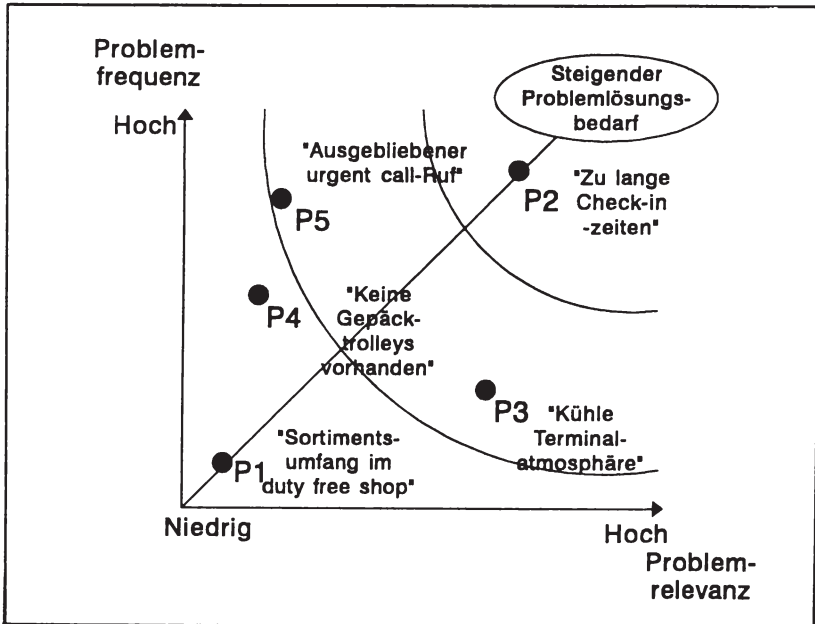 Problem-
frequenz
Hoch
Steigender
Problemlösungs-
bedarf
"Ausgebliebener
urgent call-Ruf"
P5
P2
"Zu lange
Check-in
-zeiten"
P4
"Keine
Gepäck-
trolleys
vorhanden"
P3
"Kühle
Terminal-
atmosphäre"
P1
"Sortiments-
umfang im
duty free shop"
Niedrig
Hoch
Problem-
relevanz